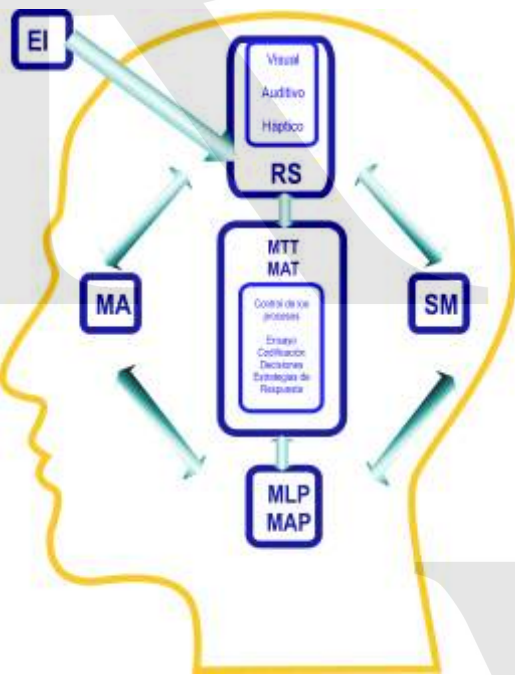 EI
Visual
Auditivo
Háptico
RS
MTT
MAT
MA
Control de los
procesos
Ensayo
Codificación
Decisiones
Estrategias de
Respuesta
SM
MLP
MAP